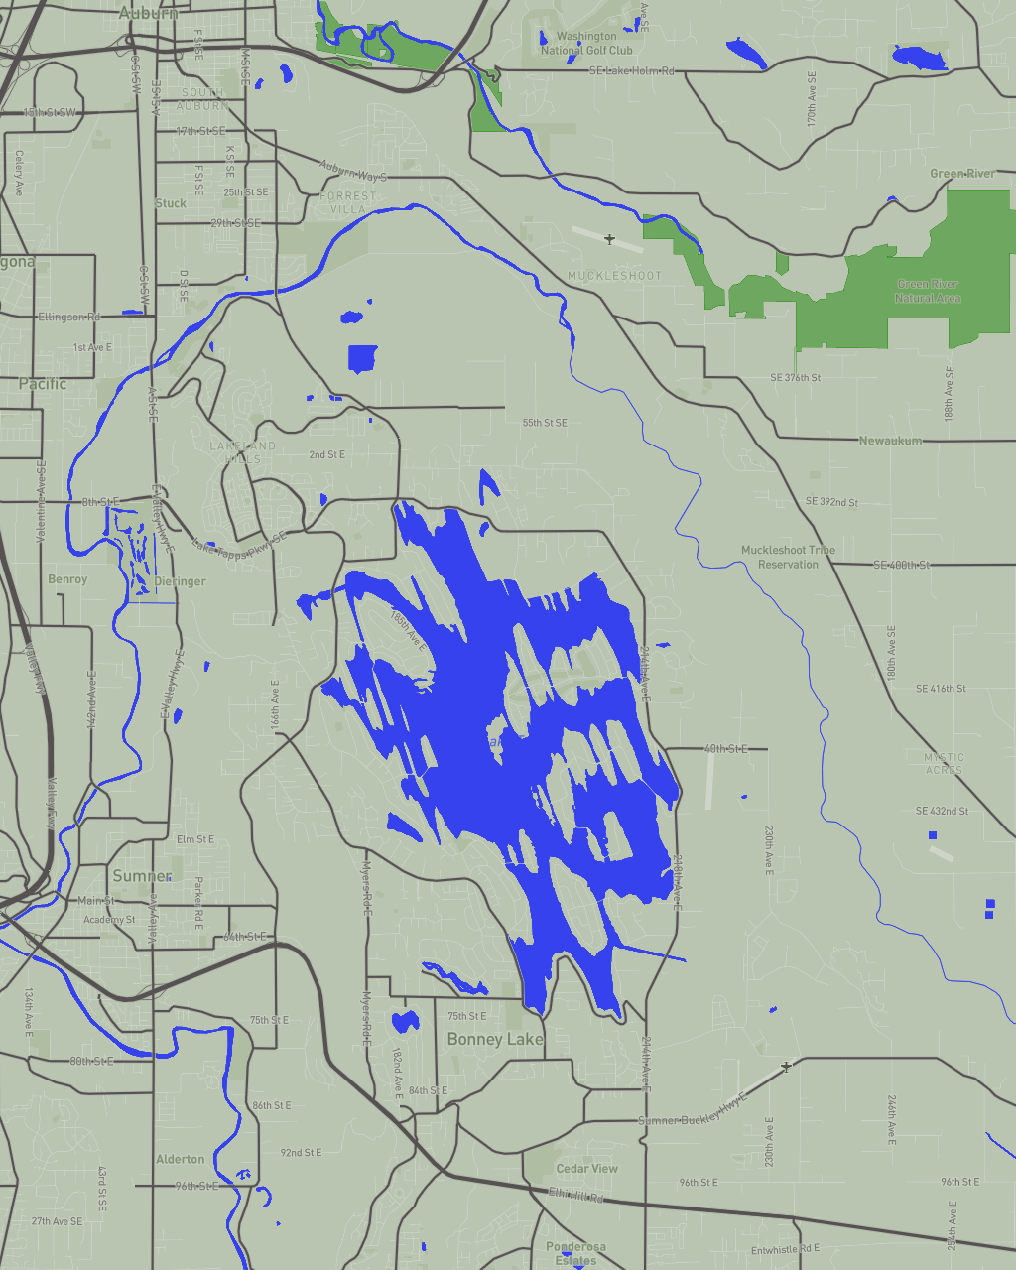 Auburn
Washington
National Golf Club
Ave SE
F St SE
C St SW
M St SE
SE Lake Holm Rd
A St SE
SOUTH
AUBURN
170th Ave SE
15th St SW
17th St SE
Celery Ave
K St SE
Auburn Way S
Green River
F St SE
25th St SE
FORREST
VILLA
Stuck
29th St SE
gona
C St SW
D St SE
MUCKLESHOOT
Green River
Natural Area
Ellingson Rd
1st Ave E
Pacific
SE 376th St
188th Ave SE
A St SE
55th St SE
Newaukum
LAKELAND
HILLS
2nd St E
Valentine Ave SE
8th St E
E Valley Hwy E
SE 392nd St
Lake Tapps Pkwy SE
Muckleshoot Tribe
Reservation
SE 400th St
Benroy
Dieringer
185th Ave E
180th Ave SE
Valley Fwy
214th Ave E
E Valley Hwy E
142nd Ave E
166th Ave E
SE 416th St
40th St E
MYSTIC
ACRES
Valley Fwy
SE 432nd St
Elm St E
230th Ave E
Sumner
218th Ave E
Parker Rd E
Myers Rd E
Main St
Valley Ave
Academy St
64th St E
134th Ave E
75th St E
Myers Rd E
75th St E
Bonney Lake
80th St E
182nd Ave E
214th Ave E
84th St E
86th St E
Sumner Buckley Hwy E
246th Ave E
230th Ave E
92nd St E
Alderton
Cedar View
43rd St SE
96th St E
96th St E
96th St E
Elhi Hill Rd
27th Ave SE
254th Ave E
Ponderosa
Estates
Entwhistle Rd E